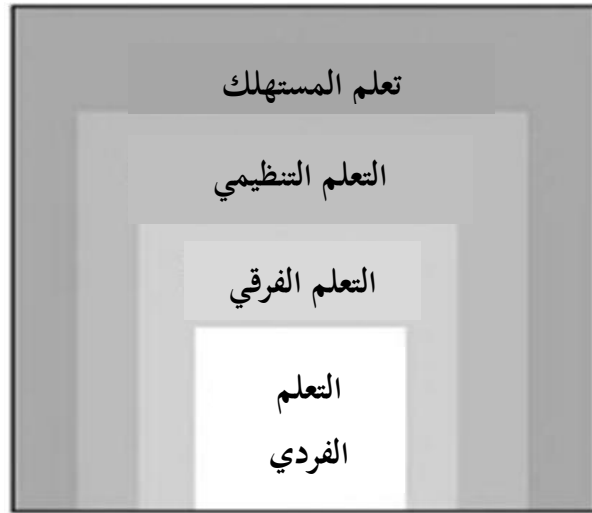 تعلم المستهلك
التعلم التنظيمي
التعلم الفرقي
التعلم
الفردي